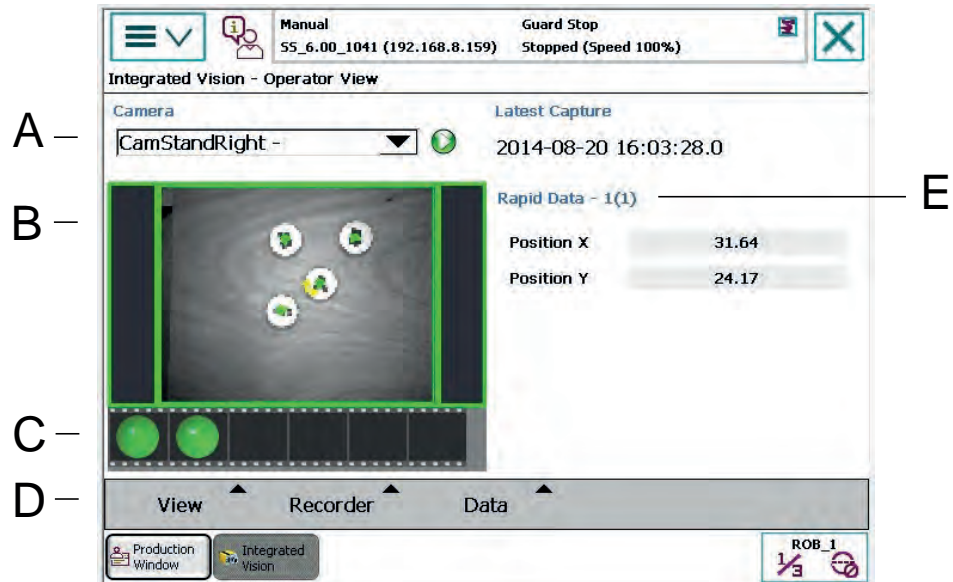 Manual
Guard Stop
S5_6.00_1041 (192.168.8.159)
Stopped (Speed 100%)
Integrated Vision - Operator View
Camera
Latest Capture
A
CamStandRight -
2014-08-20 16:03:28.0
Rapid Data - 1(1)
E
B
Position X
31.64
Position Y
24.17
C
D
View
Recorder
Data
Production
Window
Integrated
Vision
ROB_1
1/3